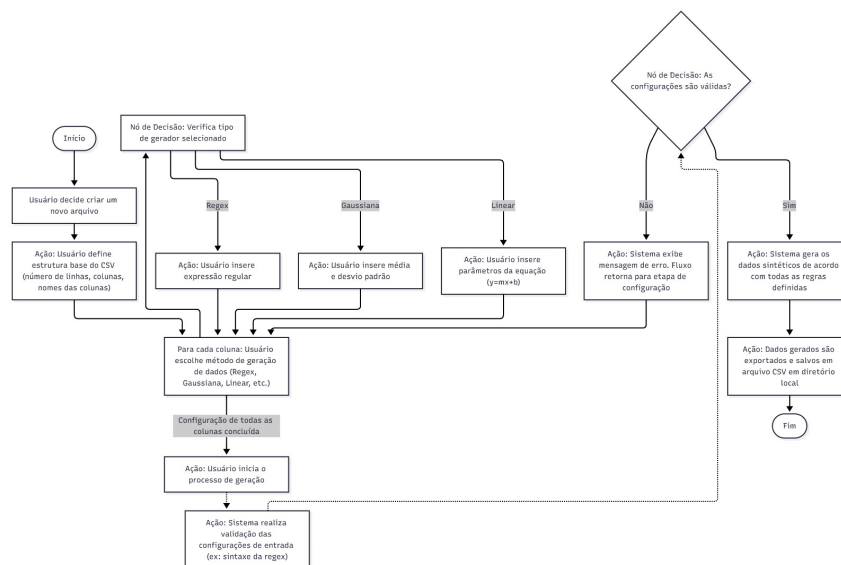 Nó de Decisão: As
configurações são válidas?
Início
Nó de Decisão: Verifica tipo
de gerador selecionado
Usuário decide criar um
novo arquivo
Regex
Gaussiana
Linear
Não
Sim
Ação: Usuário define
estrutura base do CSV
(número de linhas, colunas,
nomes das colunas)
Ação: Usuário insere
expressão regular
Ação: Usuário insere média
e desvio padrão
Ação: Usuário insere
parâmetros da equação
(y=mx+b)
Ação: Sistema exibe
mensagem de erro. Fluxo
retorna para etapa de
configuração
Ação: Sistema gera os
dados sintéticos de acordo
com todas as regras
definidas
Para cada coluna: Usuário
escolhe método de geração
de dados (Regex,
Gaussiana, Linear, etc.)
Ação: Dados gerados são
exportados e salvos em
arquivo CSV em diretório
local
Configuração de todas as
colunas concluída
Fim
Ação: Usuário inicia o
processo de geração
Ação: Sistema realiza
validação das
configurações de entrada
(ex: sintaxe da regex)